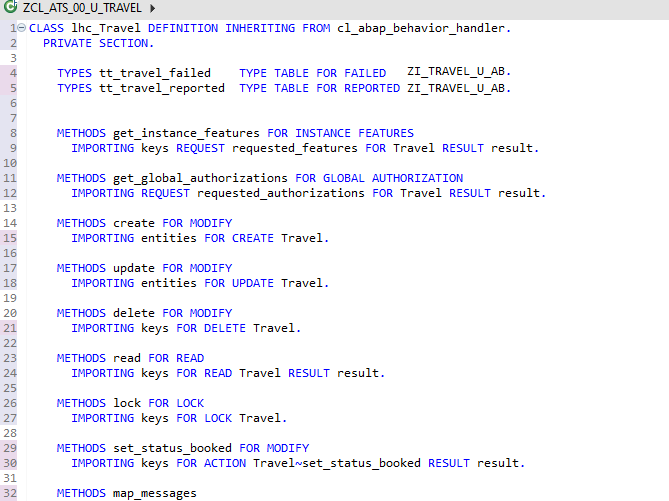 ZCL_ATS_00_U_TRAVEL
1 CLASS lhc_Travel DEFINITION INHERITING FROM cl_abap_behavior_handler.
2 PRIVATE SECTION.
3
4 TYPES tt_travel_failed TYPE TABLE FOR FAILED ZI_TRAVEL_U_AB.
5 TYPES tt_travel_reported TYPE TABLE FOR REPORTED ZI_TRAVEL_U_AB.
6
7
8 METHODS get_instance_features FOR INSTANCE FEATURES
9 IMPORTING keys REQUEST requested_features FOR Travel RESULT result.
10
11 METHODS get_global_authorizations FOR GLOBAL AUTHORIZATION
12 IMPORTING REQUEST requested_authorizations FOR Travel RESULT result.
13
14 METHODS create FOR MODIFY
15 IMPORTING entities FOR CREATE Travel.
16
17 METHODS update FOR MODIFY
18 IMPORTING entities FOR UPDATE Travel.
19
20 METHODS delete FOR MODIFY
21 IMPORTING keys FOR DELETE Travel.
22
23 METHODS read FOR READ
24 IMPORTING keys FOR READ Travel RESULT result.
25
26 METHODS lock FOR LOCK
27 IMPORTING keys FOR LOCK Travel.
28
29 METHODS set_status_booked FOR MODIFY
30 IMPORTING keys FOR ACTION Travel~set_status_booked RESULT result.
31
32 METHODS map_messages